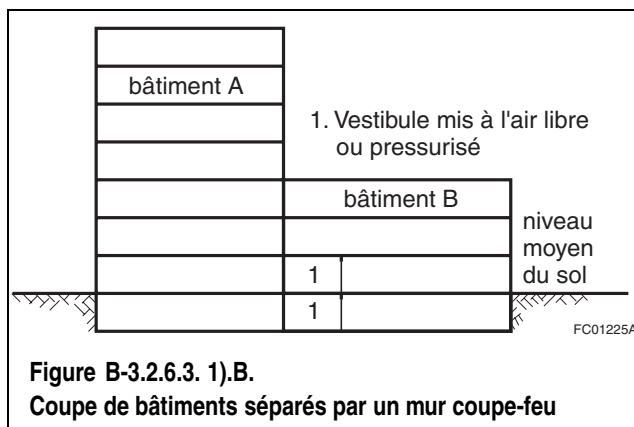 bâtiment A
1. Vestibule mis à l'air libre
ou pressurisé
bâtiment B
niveau
moyen
du sol
1
1
FC01225A
Figure B-3.2.6.3. 1).B.
Coupe de bâtiments séparés par un mur coupe-feu